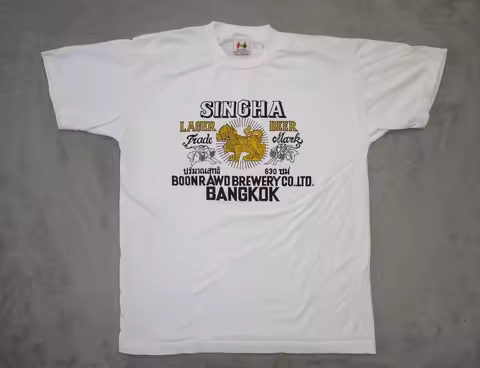 SINGHA
LAGER BEER
Trade Mark
ปริมาณสุทธิ 630 ซม
BOONRAWD BREWERY CO.,LTD.
BANGKOK